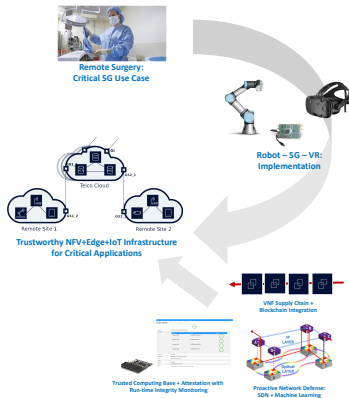 Remote Surgery:
Critical 5G Use Case
Robot – 5G – VR:
Implementation
Telco Cloud
Remote Site 1
Remote Site 2
Trustworthy NFV+Edge+IoT Infrastructure
for Critical Applications
VNF Supply Chain +
Blockchain Integration
IP
LAYER
Optical
LAYER
Trusted Computing Base + Attestation with
Run-time Integrity Monitoring
Proactive Network Defense:
SDN + Machine Learning